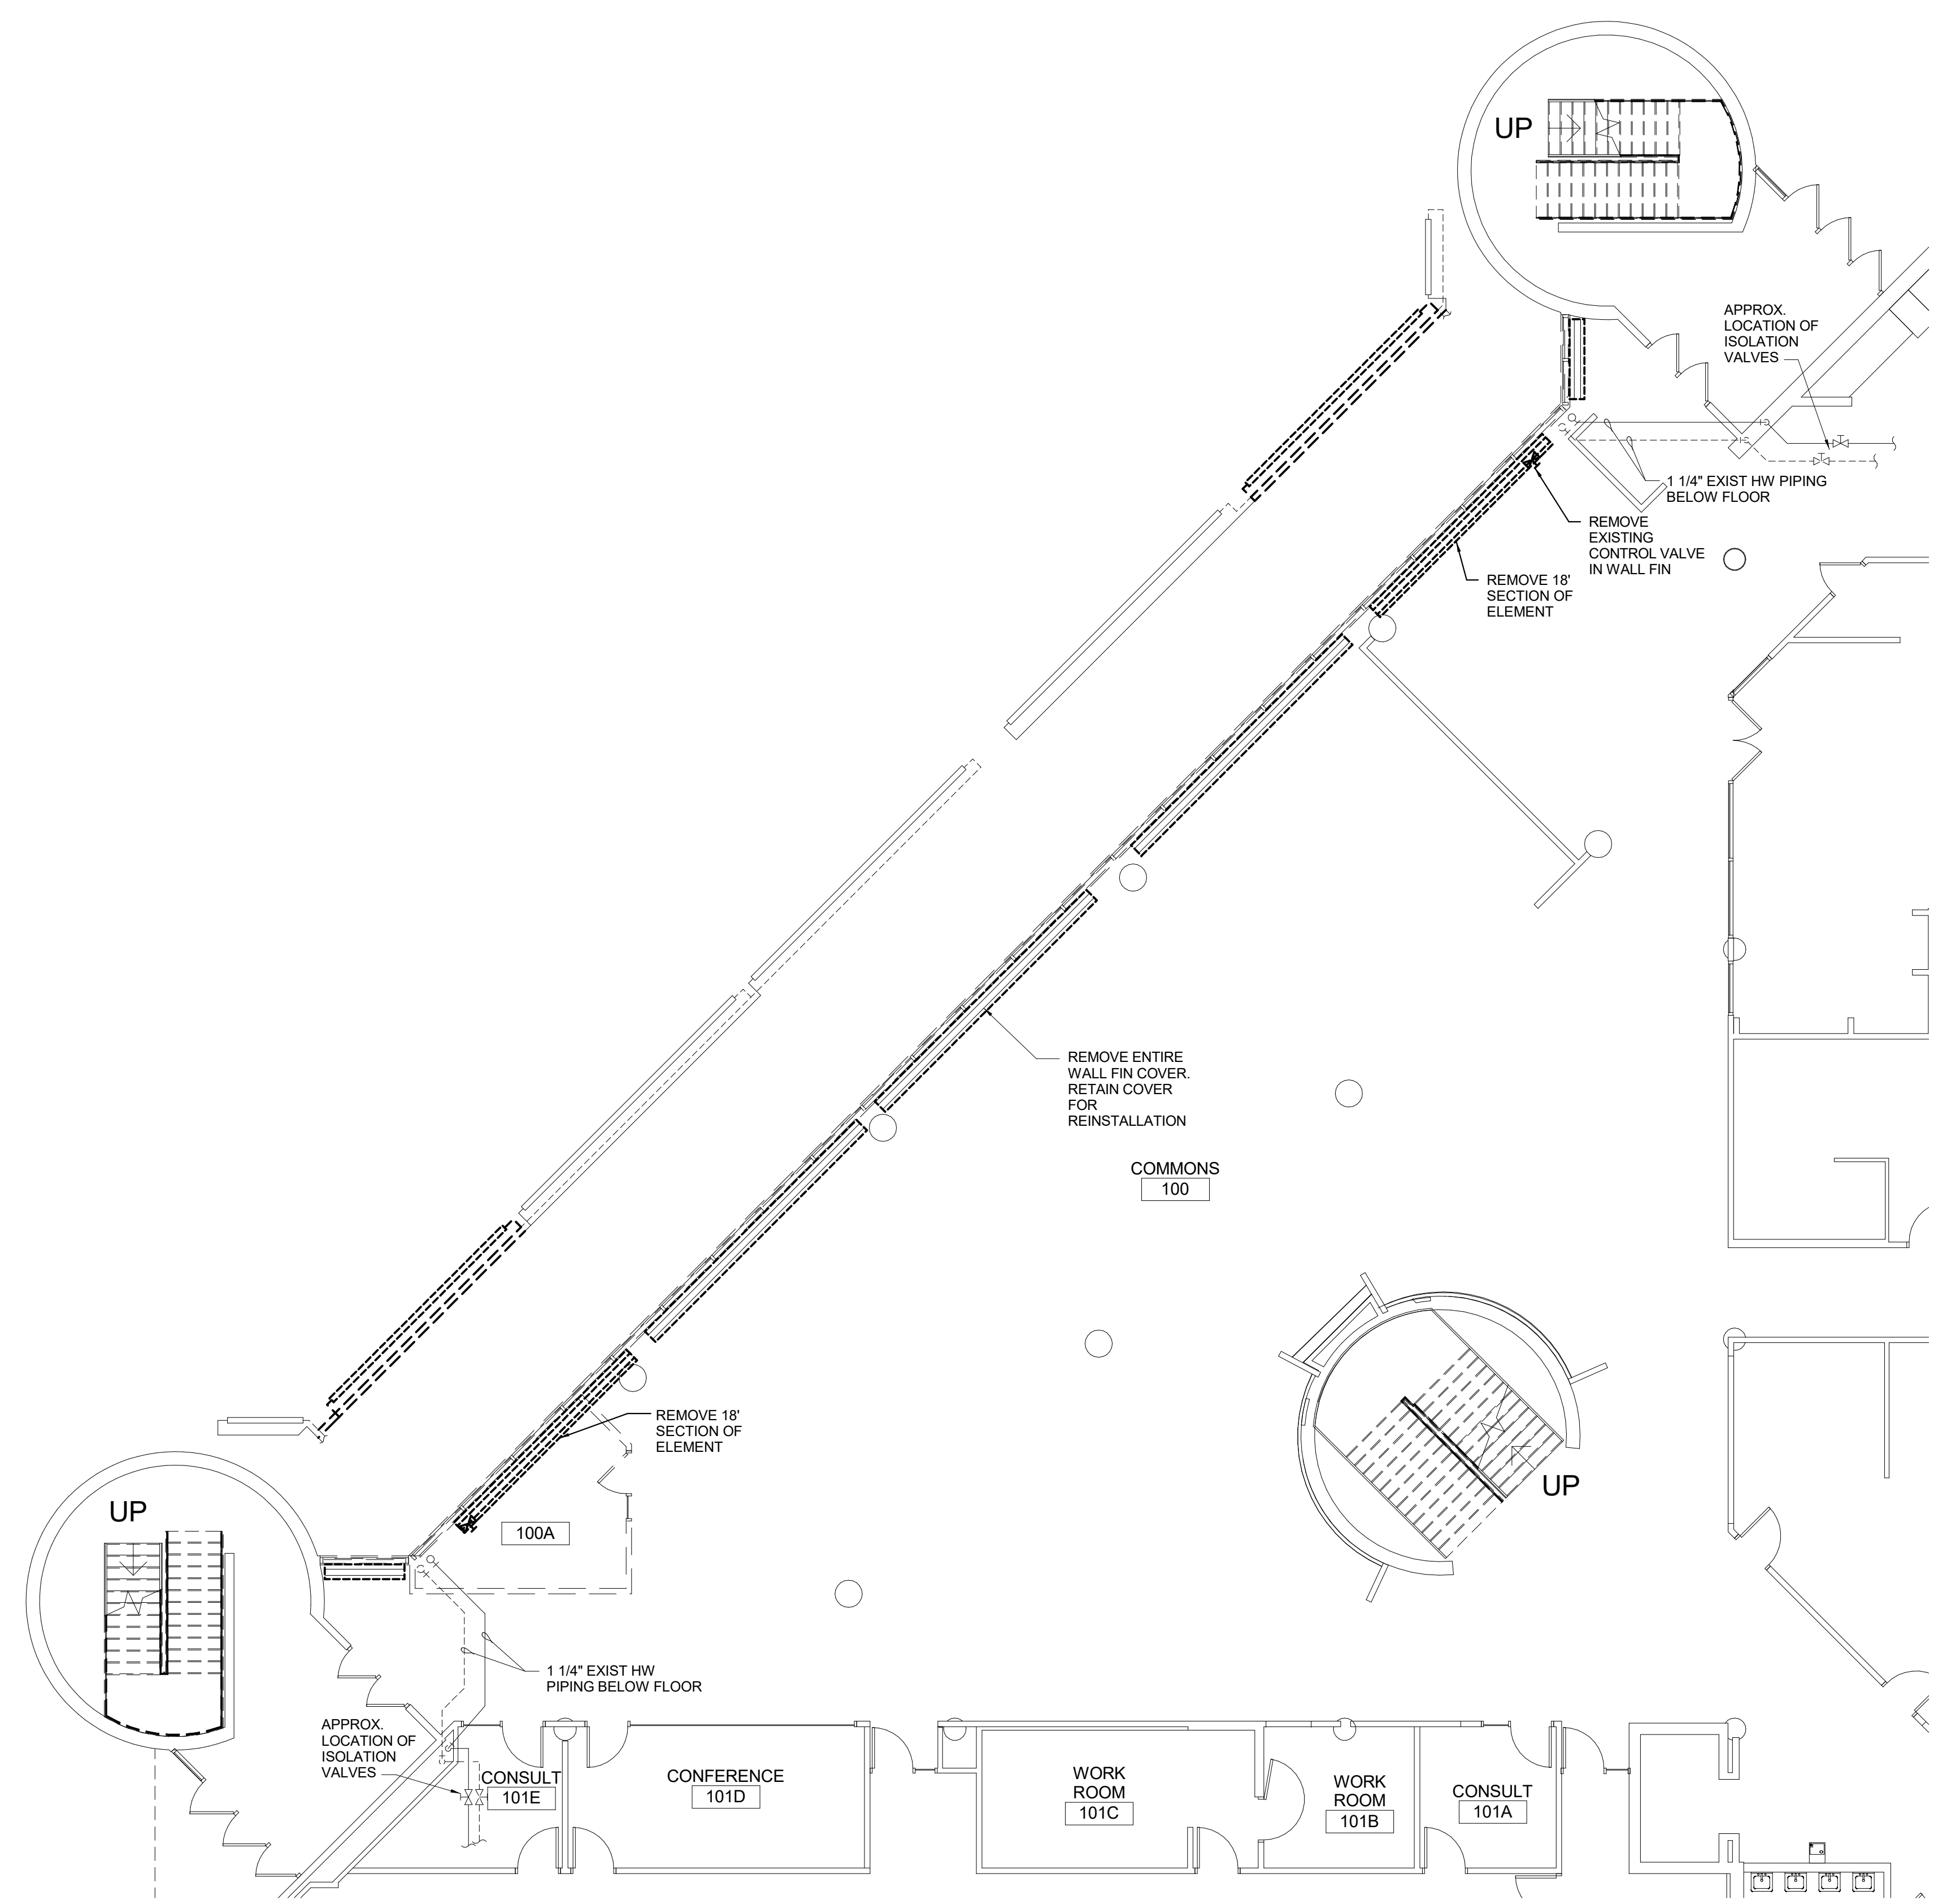 UP
APPROX.
LOCATION OF
ISOLATION
VALVES
1 1/4" EXIST HW PIPING
BELOW FLOOR
REMOVE
EXISTING
CONTROL VALVE
IN WALL FIN
REMOVE 18'
SECTION OF
ELEMENT
REMOVE ENTIRE
WALL FIN COVER.
RETAIN COVER
FOR
REINSTALLATION
COMMONS
100
REMOVE 18'
SECTION OF
ELEMENT
UP
UP
100A
1 1/4" EXIST HW
PIPING BELOW FLOOR
APPROX.
LOCATION OF
ISOLATION
VALVES
CONSULT
101E
CONFERENCE
101D
WORK
ROOM
101C
WORK
ROOM
101B
CONSULT
101A